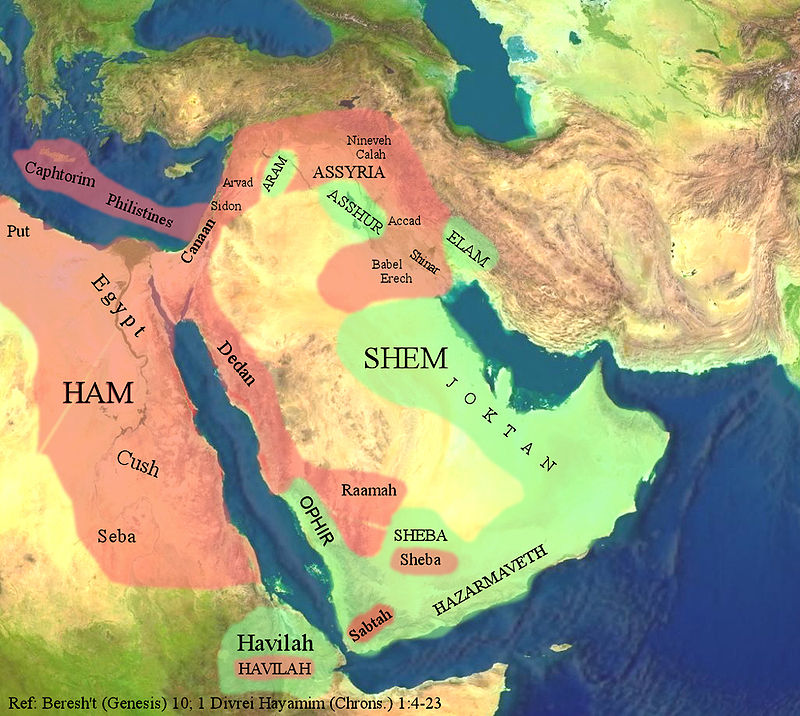 Nineveh
Calah
ASSYRIA
ARAM
Arvad
Sidon
ASSHUR
Accad
Caphtorim
Philistines
Canaan
Put
Shinar
ELAM
Babel
Erech
Egypt
Dedan
SHEM
JOKTAN
HAM
Cush
Seba
Raamah
OPHIR
SHEBA
Sheba
HAZARMAVETH
Sabtah
Havilah
HAVILAH
Ref: Beresh't (Genesis) 10; 1 Divrei Hayamim (Chrons.) 1:4-23